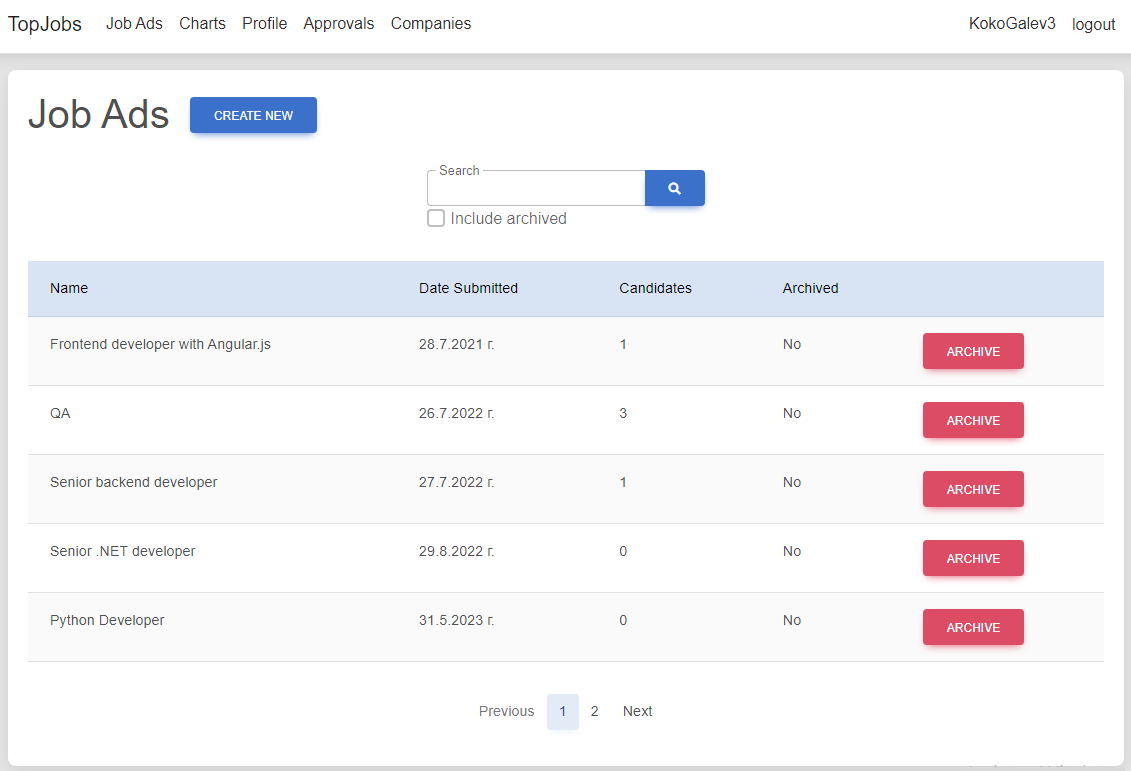 TopJobs Job Ads Charts Profile Approvals Companies KokoGalev3 logout
Job Ads CREATE NEW
Search
Include archived
Name Date Submitted Candidates Archived
Frontend developer with Angular.js 28.7.2021 г. 1 No ARCHIVE
QA 26.7.2022 г. 3 No ARCHIVE
Senior backend developer 27.7.2022 г. 1 No ARCHIVE
Senior .NET developer 29.8.2022 г. 0 No ARCHIVE
Python Developer 31.5.2023 г. 0 No ARCHIVE
Previous 1 2 Next